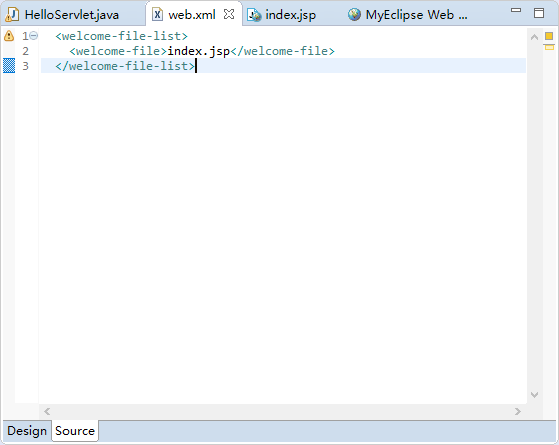 HelloServlet.java web.xml index.jsp MyEclipse Web ...
1 <welcome-file-list>
2 <welcome-file>index.jsp</welcome-file>
3 </welcome-file-list>
Design Source